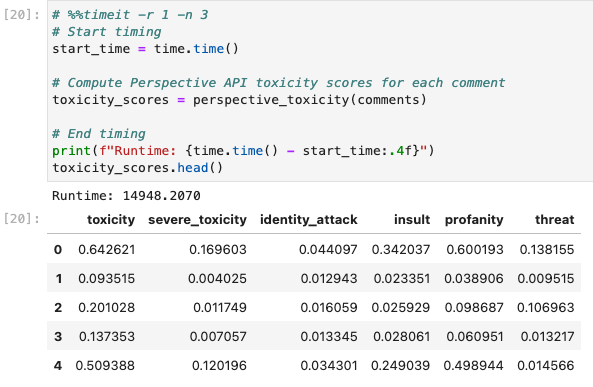 [20]: # %%timeit -r 1 -n 3
# Start timing
start_time = time.time()
# Compute Perspective API toxicity scores for each comment
toxicity_scores = perspective_toxicity(comments)
# End timing
print(f"Runtime: {time.time() - start_time:.4f}")
toxicity_scores.head()
Runtime: 14948.2070
[20]: toxicity severe_toxicity identity_attack insult profanity threat
0 0.642621 0.169603 0.044097 0.342037 0.600193 0.138155
1 0.093515 0.004025 0.012943 0.023351 0.038906 0.009515
2 0.201028 0.011749 0.016059 0.025929 0.098687 0.106963
3 0.137353 0.007057 0.013345 0.028061 0.060951 0.013217
4 0.509388 0.120196 0.034301 0.249039 0.498944 0.014566